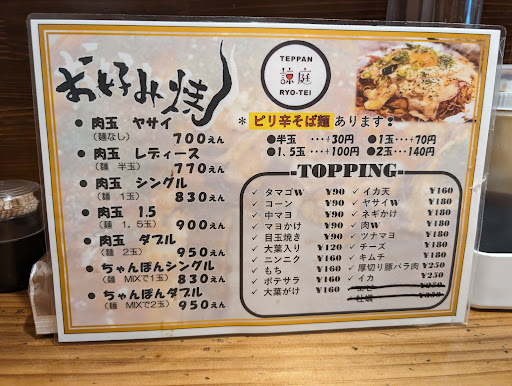 お好み焼
TEPPAN
諒庭
RYO-TEI
● 肉玉 ヤサイ
(麺なし) 700えん
● 肉玉 レディース
(麺 半玉) 770えん
● 肉玉 シングル
(麺 1玉) 830えん
● 肉玉 1.5
(麺 1.5玉) 900えん
● 肉玉 ダブル
(麺 2玉) 950えん
● ちゃんぽんシングル
(麺 MIXで1玉) 830えん
● ちゃんぽんダブル
(麺 MIXで2玉) 950えん
* ピリ辛そば麺 あります❢
●半玉 ‥‥+30円 ●1玉‥+70円
●1.5玉‥‥+100円 ●2玉‥140円
-TOPPING-
✓ タマゴW ¥90
✓ コーン ¥90
✓ 中マヨ ¥90
✓ マヨかけ ¥90
✓ 目玉焼き ¥90
✓ 大葉入り ¥120
✓ ニンニク ¥160
✓ もち ¥160
✓ ポテサラ ¥160
✓ 大葉がけ ¥160
✓ イカ天 ¥160
✓ ヤサイW ¥180
✓ ネギかけ ¥180
✓ 肉W ¥180
✓ ツナマヨ ¥180
✓ チーズ ¥180
✓ キムチ ¥180
✓ 厚切り豚バラ肉 ¥250
✓ イカ ¥250
¥250
¥350